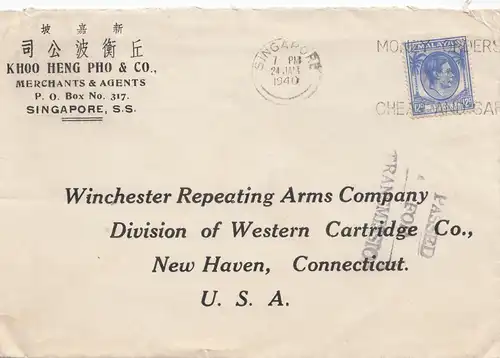 坡嘉新
司公波衡丘
KHOO HENG PHO & CO.,
MERCHANTS & AGENTS
P. O. Box No. 317.
SINGAPORE, S.S.
SINGAPORE
7 PM
24 JAN
1940
MALAYA
PASSED
FOR
TRANSMISSION
Winchester Repeating Arms Company
Division of Western Cartridge Co.,
New Haven, Connecticut.
U. S. A.